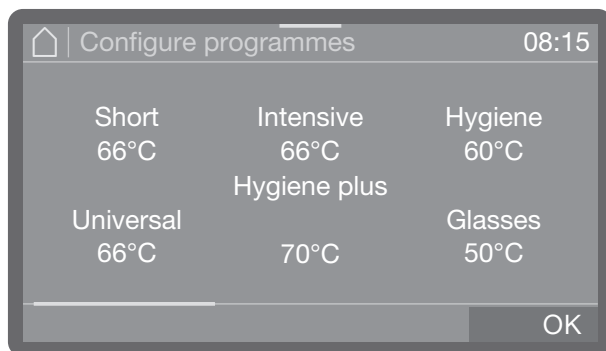 Configure programmes 08:15
Short Intensive Hygiene
66°C 66°C 60°C
Hygiene plus
Universal Glasses
66°C 70°C 50°C
OK